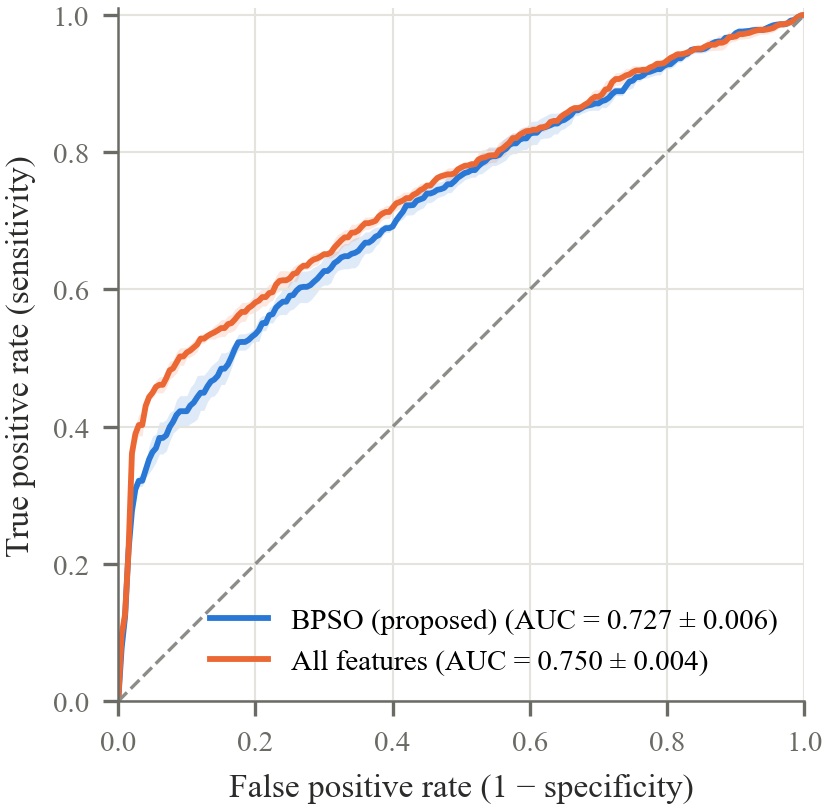 True positive rate (sensitivity)
1.0
0.8
0.6
0.4
0.2
0.0
BPSO (proposed) (AUC = 0.727 ± 0.006)
All features (AUC = 0.750 ± 0.004)
0.0 0.2 0.4 0.6 0.8 1.0
False positive rate (1 − specificity)